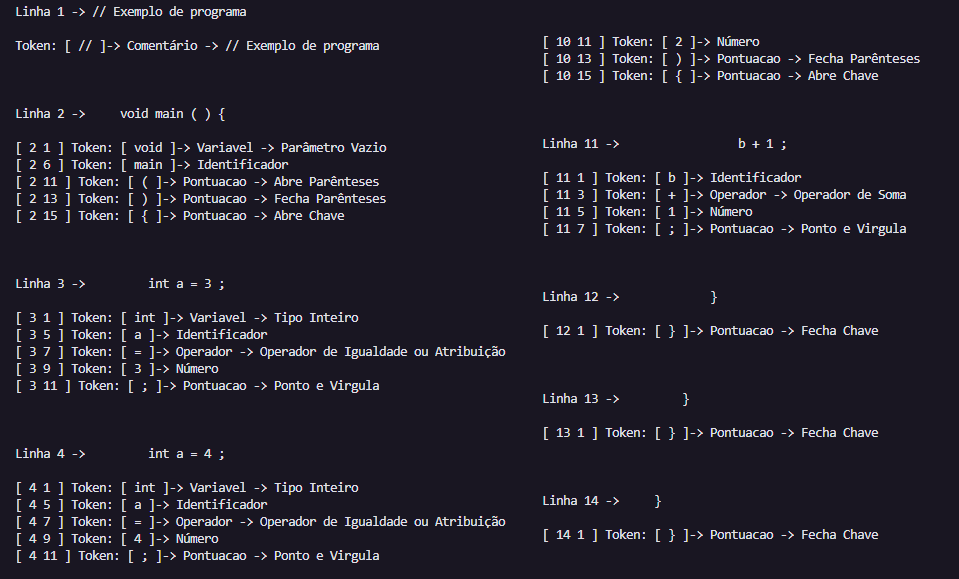 Linha 1 -> // Exemplo de programa
Token: [ // ]-> Comentário -> // Exemplo de programa
Linha 2 -> void main ( ) {
[ 2 1 ] Token: [ void ]-> Variavel -> Parâmetro Vazio
[ 2 6 ] Token: [ main ]-> Identificador
[ 2 11 ] Token: [ ( ]-> Pontuacao -> Abre Parênteses
[ 2 13 ] Token: [ ) ]-> Pontuacao -> Fecha Parênteses
[ 2 15 ] Token: [ { ]-> Pontuacao -> Abre Chave
Linha 3 -> int a = 3 ;
[ 3 1 ] Token: [ int ]-> Variavel -> Tipo Inteiro
[ 3 5 ] Token: [ a ]-> Identificador
[ 3 7 ] Token: [ = ]-> Operador -> Operador de Igualdade ou Atribuição
[ 3 9 ] Token: [ 3 ]-> Número
[ 3 11 ] Token: [ ; ]-> Pontuacao -> Ponto e Virgula
Linha 4 -> int a = 4 ;
[ 4 1 ] Token: [ int ]-> Variavel -> Tipo Inteiro
[ 4 5 ] Token: [ a ]-> Identificador
[ 4 7 ] Token: [ = ]-> Operador -> Operador de Igualdade ou Atribuição
[ 4 9 ] Token: [ 4 ]-> Número
[ 4 11 ] Token: [ ; ]-> Pontuacao -> Ponto e Virgula
[ 10 11 ] Token: [ 2 ]-> Número
[ 10 13 ] Token: [ ) ]-> Pontuacao -> Fecha Parênteses
[ 10 15 ] Token: [ { ]-> Pontuacao -> Abre Chave
Linha 11 -> b + 1 ;
[ 11 1 ] Token: [ b ]-> Identificador
[ 11 3 ] Token: [ + ]-> Operador -> Operador de Soma
[ 11 5 ] Token: [ 1 ]-> Número
[ 11 7 ] Token: [ ; ]-> Pontuacao -> Ponto e Virgula
Linha 12 -> }
[ 12 1 ] Token: [ } ]-> Pontuacao -> Fecha Chave
Linha 13 -> }
[ 13 1 ] Token: [ } ]-> Pontuacao -> Fecha Chave
Linha 14 -> }
[ 14 1 ] Token: [ } ]-> Pontuacao -> Fecha Chave